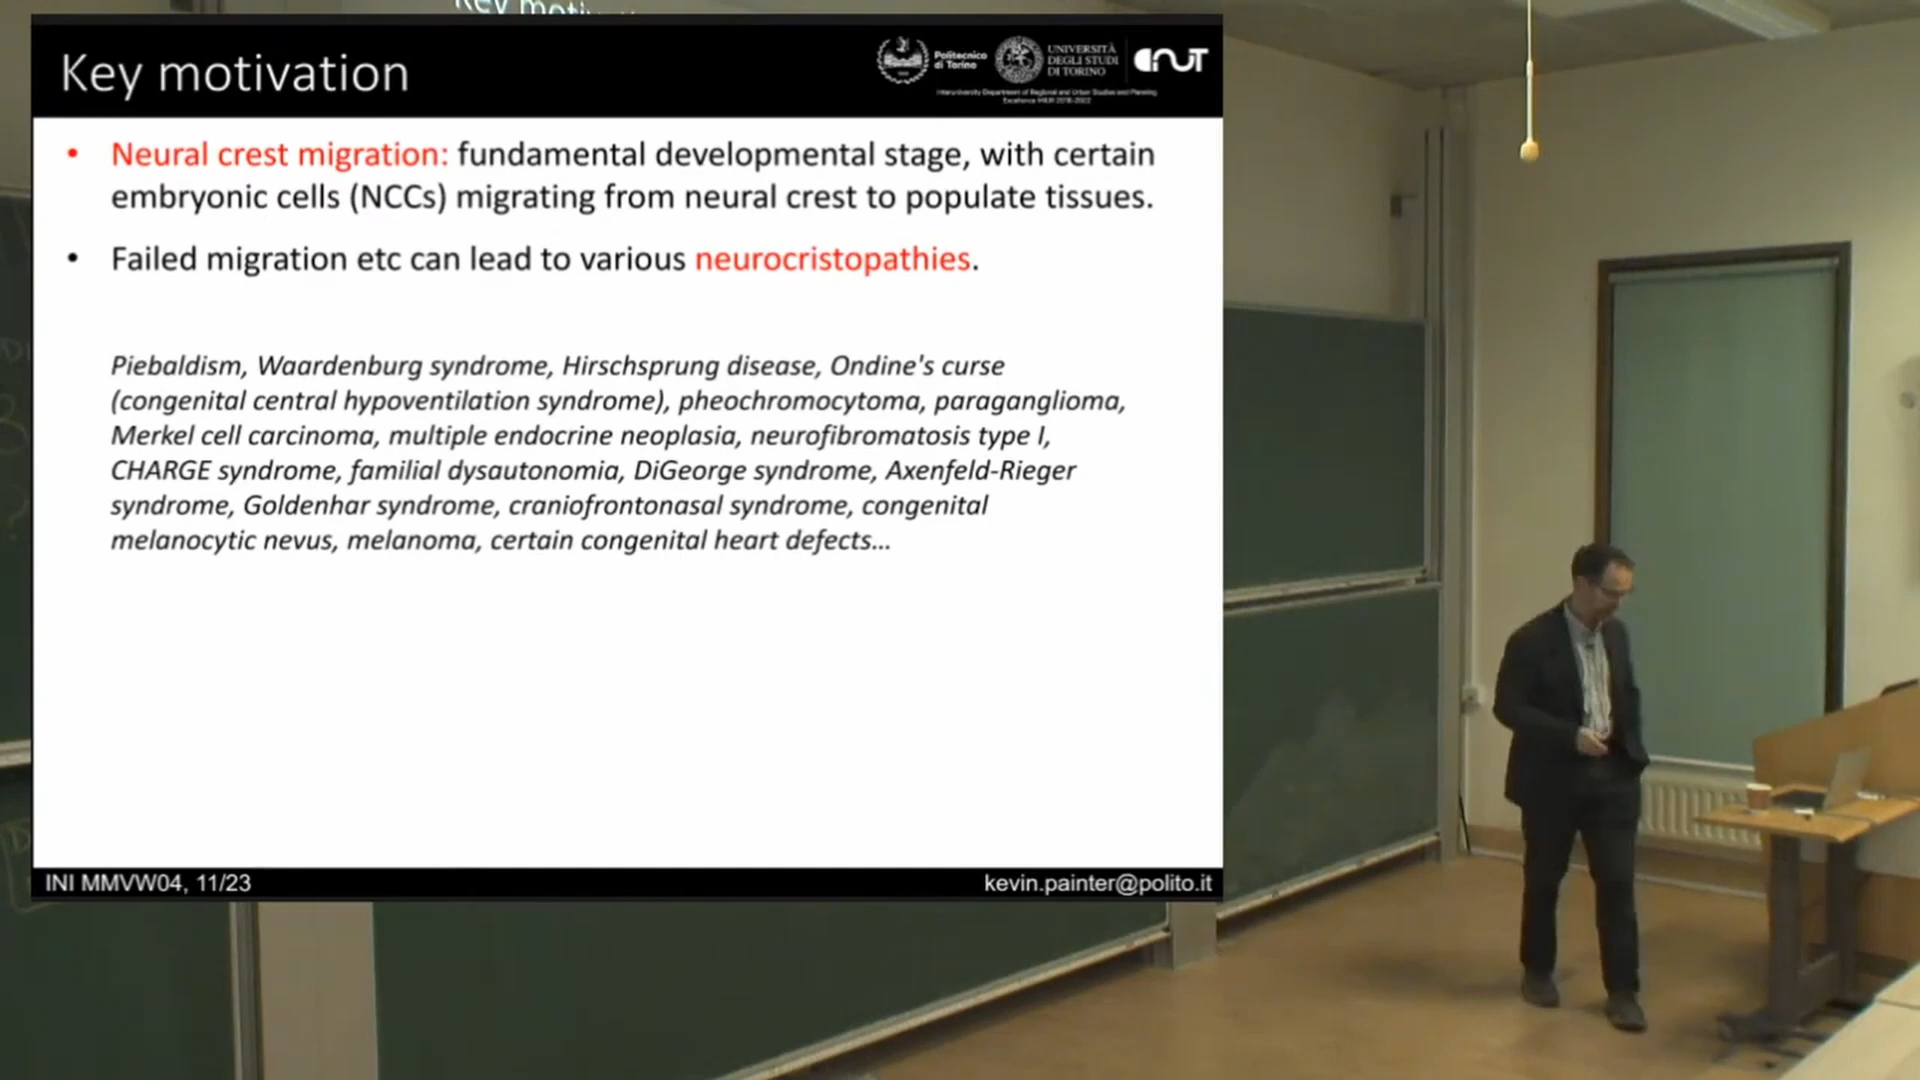 Key motivation
Politecnico
di Torino
UNIVERSITÀ
DEGLI STUDI
DI TORINO
Interuniversity Department of Regional and Urban Studies and Planning
Excellence MIUR 2018-2022
• Neural crest migration: fundamental developmental stage, with certain
embryonic cells (NCCs) migrating from neural crest to populate tissues.
• Failed migration etc can lead to various neurocristopathies.
Piebaldism, Waardenburg syndrome, Hirschsprung disease, Ondine's curse
(congenital central hypoventilation syndrome), pheochromocytoma, paraganglioma,
Merkel cell carcinoma, multiple endocrine neoplasia, neurofibromatosis type I,
CHARGE syndrome, familial dysautonomia, DiGeorge syndrome, Axenfeld-Rieger
syndrome, Goldenhar syndrome, craniofrontonasal syndrome, congenital
melanocytic nevus, melanoma, certain congenital heart defects...
INI MMVW04, 11/23
kevin.painter@polito.it